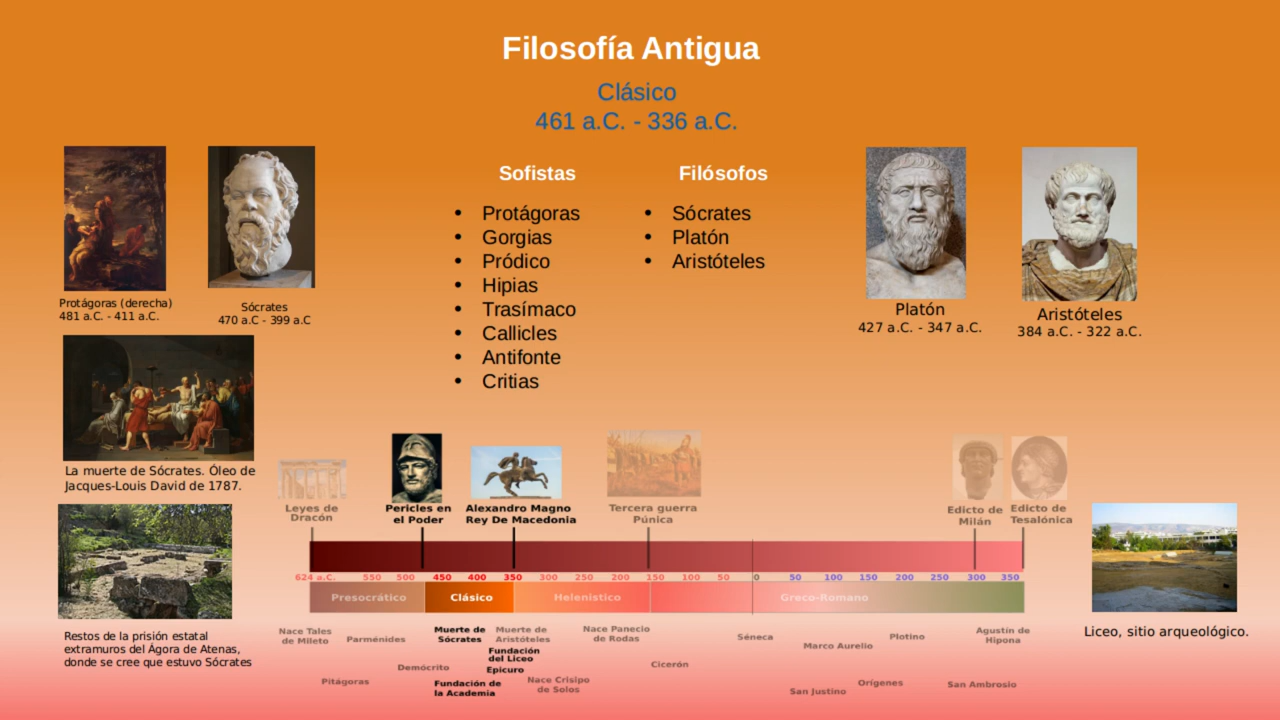 Filosofía Antigua
Clásico
461 a.C. - 336 a.C.
Sofistas
• Protágoras
• Gorgias
• Pródico
• Hipias
• Trasímaco
• Callicles
• Antifonte
• Critias
Filósofos
• Sócrates
• Platón
• Aristóteles
Protágoras (derecha)
481 a.C. - 411 a.C.
Sócrates
470 a.C - 399 a.C
Platón
427 a.C. - 347 a.C.
Aristóteles
384 a.C. - 322 a.C.
La muerte de Sócrates. Óleo de
Jacques-Louis David de 1787.
Restos de la prisión estatal
extramuros del Ágora de Atenas,
donde se cree que estuvo Sócrates
Liceo, sitio arqueológico.
Leyes de
Dracón
Pericles en
el Poder
Alexandro Magno
Rey De Macedonia
Tercera guerra
Púnica
Edicto de
Milán
Edicto de
Tesalónica
624 a.C. 550 500 450 400 350 300 250 200 150 100 50 0 50 100 150 200 250 300 350
Presocrático Clásico Helenístico Greco-Romano
Nace Tales
de Mileto
Parménides
Muerte de
Sócrates
Muerte de
Aristóteles
Fundación
del Liceo
Nace Panecio
de Rodas
Séneca
Marco Aurelio
Plotino
Agustín de
Hipona
Demócrito
Epicuro
Cicerón
Pitágoras
Fundación de
la Academia
Nace Crisipo
de Solos
San Justino
Orígenes
San Ambrosio